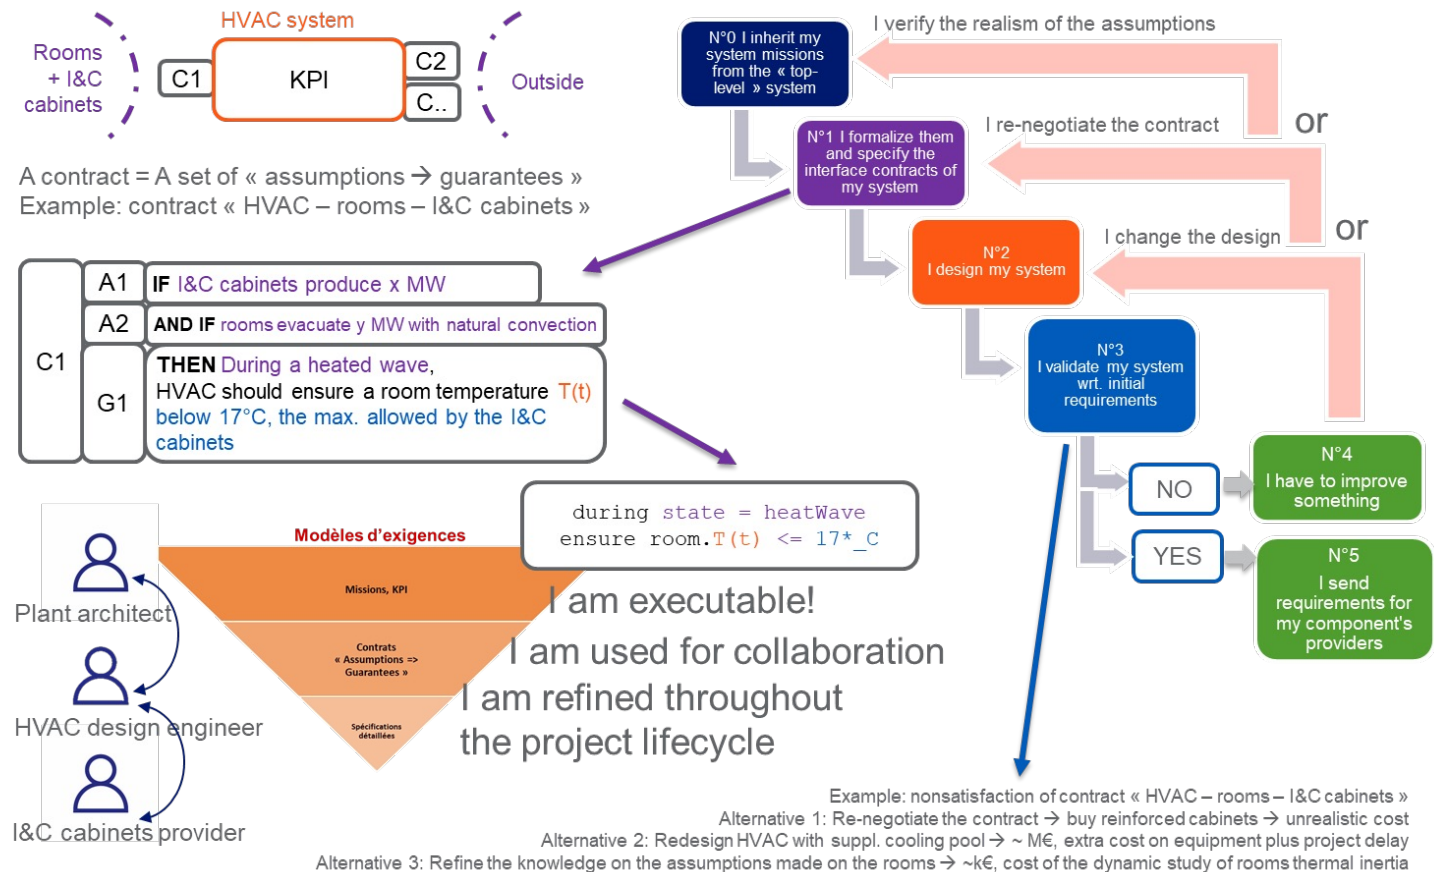 HVAC system
Rooms
+ I&C
cabinets
C1
KPI
C2
C..
Outside
A contract = A set of « assumptions → guarantees »
Example: contract « HVAC – rooms – I&C cabinets »
C1
A1
IF I&C cabinets produce x MW
A2
AND IF rooms evacuate y MW with natural convection
G1
THEN During a heated wave,
HVAC should ensure a room temperature T(t)
below 17°C, the max. allowed by the I&C
cabinets
during state = heatWave
ensure room.T(t) <= 17*_C
Modèles d'exigences
Missions, KPI
Contrats
« Assumptions =>
Guarantees »
Spécifications
détaillées
Plant architect
HVAC design engineer
I&C cabinets provider
I am executable!
I am used for collaboration
I am refined throughout
the project lifecycle
N°0 I inherit my
system missions
from the « top-
level » system
N°1 I formalize them
and specify the
interface contracts of
my system
N°2
I design my system
N°3
I validate my system
wrt. initial
requirements
NO
YES
N°4
I have to improve
something
N°5
I send
requirements for
my component's
providers
I verify the realism of the assumptions
or
I re-negotiate the contract
or
I change the design
Example: nonsatisfaction of contract « HVAC – rooms – I&C cabinets »
Alternative 1: Re-negotiate the contract → buy reinforced cabinets → unrealistic cost
Alternative 2: Redesign HVAC with suppl. cooling pool → ~ M€, extra cost on equipment plus project delay
Alternative 3: Refine the knowledge on the assumptions made on the rooms → ~k€, cost of the dynamic study of rooms thermal inertia